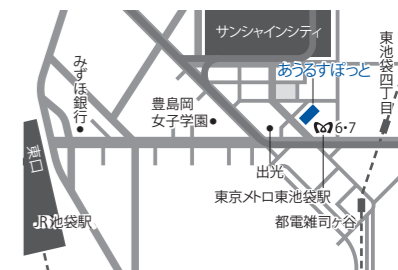 サンシャインシティ
あうるすぽっと
東池袋四丁目
みずほ銀行
豊島岡
女子学園
6・7
東口
出光
東京メトロ東池袋駅
JR池袋駅
都電雑司ヶ谷